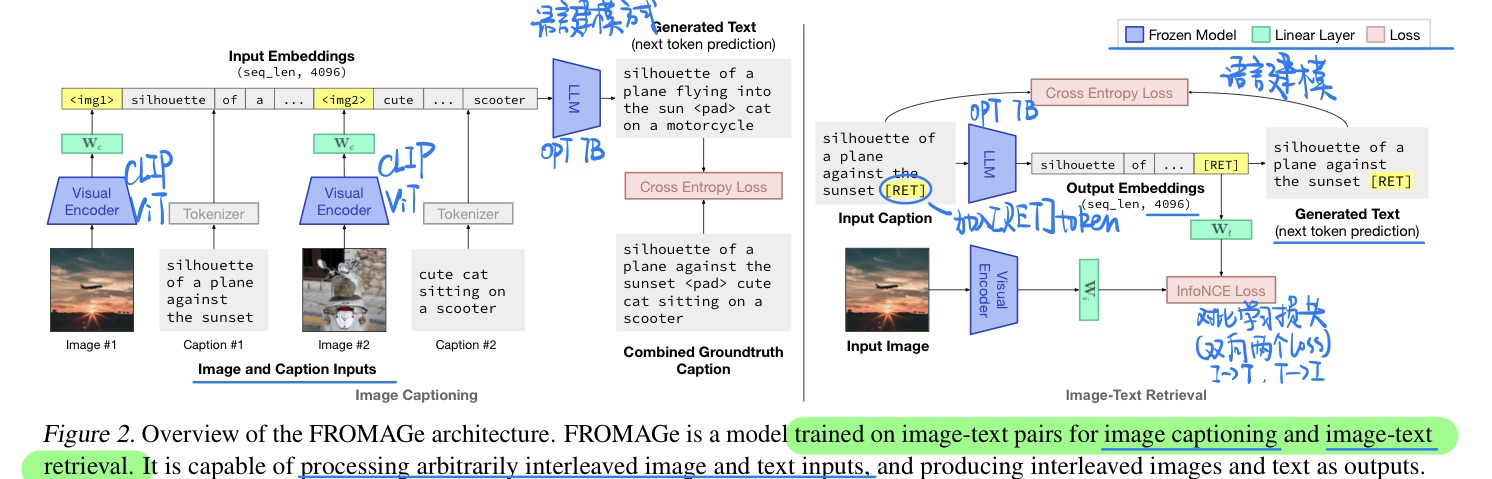 语言建模方式
Input Embeddings
(seq_len, 4096)
<img1> silhouette of a ... <img2> cute ... scooter
W_c
W_c
CLIP
ViT
CLIP
ViT
Visual
Encoder
Visual
Encoder
Tokenizer
Tokenizer
silhouette
of a plane
against
the sunset
cute cat
sitting on
a scooter
Image #1
Caption #1
Image #2
Caption #2
Image and Caption Inputs
LLM
OPT 7B
Generated Text
(next token prediction)
silhouette of a
plane flying into
the sun <pad> cat
on a motorcycle
Cross Entropy Loss
silhouette of a
plane against the
sunset <pad> cute
cat sitting on a
scooter
Combined Groundtruth
Caption
Image Captioning
Frozen Model
Linear Layer
Loss
语言建模
Cross Entropy Loss
OPT 7B
silhouette of
a plane
against the
sunset [RET]
Input Caption
加入[RET]token
LLM
silhouette of ... [RET]
Output Embeddings
(seq_len, 4096)
silhouette of a
plane against
the sunset [RET]
Generated Text
(next token prediction)
W_t
Visual
Encoder
W
InfoNCE Loss
对比学习损失
(双向两个loss)
I->T, T->I
Input Image
Image-Text Retrieval
Figure 2. Overview of the FROMAGe architecture. FROMAGe is a model trained on image-text pairs for image captioning and image-text
retrieval. It is capable of processing arbitrarily interleaved image and text inputs, and producing interleaved images and text as outputs.